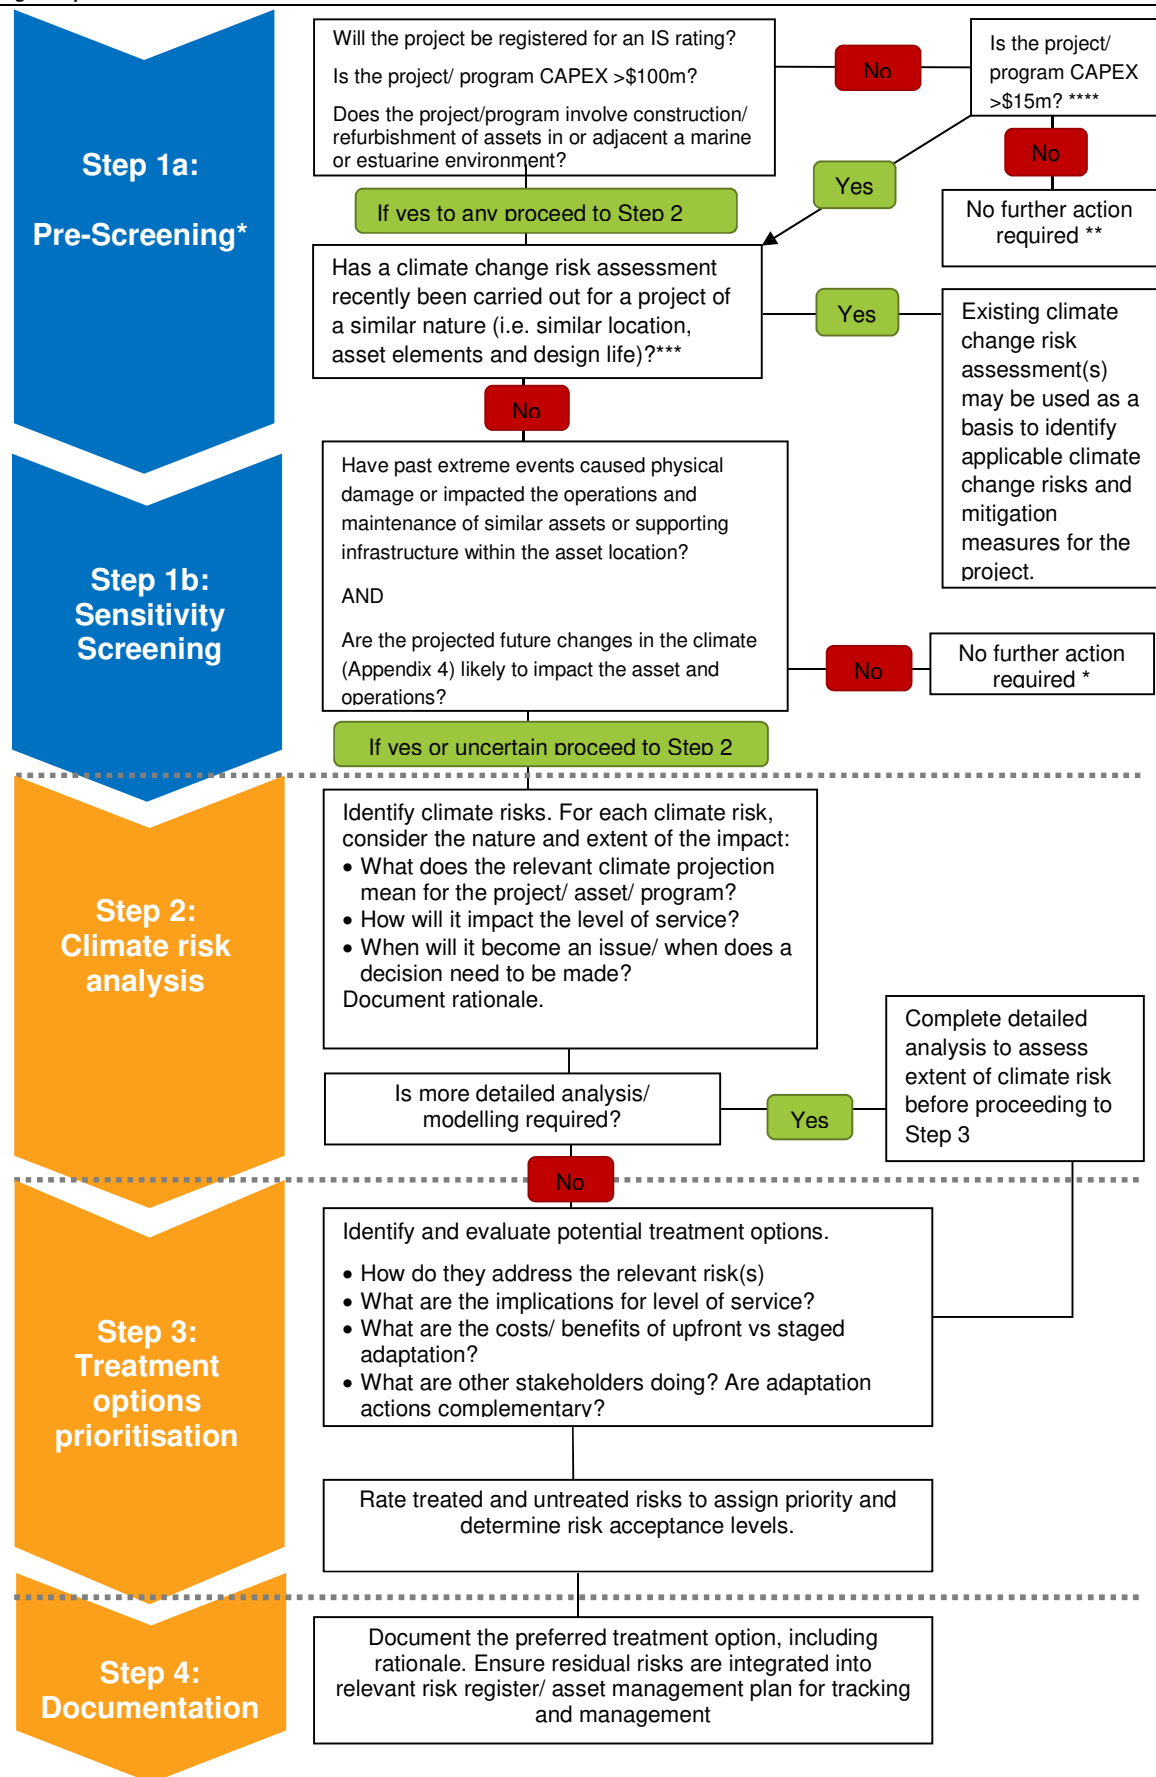 Will the project be registered for an IS rating?
Is the project/ program CAPEX >$100m?
Does the project/program involve construction/
refurbishment of assets in or adjacent a marine
or estuarine environment?
No
Is the project/
program CAPEX
>$15m? ****
No
Yes
No further action
required **
Step 1a:
Pre-Screening*
If yes to any proceed to Step 2
Has a climate change risk assessment
recently been carried out for a project of
a similar nature (i.e. similar location,
asset elements and design life)?***
Yes
Existing climate
change risk
assessment(s)
may be used as a
basis to identify
applicable climate
change risks and
mitigation
measures for the
project.
No
Step 1b:
Sensitivity
Screening
Have past extreme events caused physical
damage or impacted the operations and
maintenance of similar assets or supporting
infrastructure within the asset location?
AND
Are the projected future changes in the climate
(Appendix 4) likely to impact the asset and
operations?
No
No further action
required *
If yes or uncertain proceed to Step 2
Step 2:
Climate risk
analysis
Identify climate risks. For each climate risk,
consider the nature and extent of the impact:
• What does the relevant climate projection
mean for the project/ asset/ program?
• How will it impact the level of service?
• When will it become an issue/ when does a
decision need to be made?
Document rationale.
Is more detailed analysis/
modelling required?
Yes
Complete detailed
analysis to assess
extent of climate risk
before proceeding to
Step 3
No
Step 3:
Treatment
options
prioritisation
Identify and evaluate potential treatment options.
• How do they address the relevant risk(s)
• What are the implications for level of service?
• What are the costs/ benefits of upfront vs staged
adaptation?
• What are other stakeholders doing? Are adaptation
actions complementary?
Rate treated and untreated risks to assign priority and
determine risk acceptance levels.
Step 4:
Documentation
Document the preferred treatment option, including
rationale. Ensure residual risks are integrated into
relevant risk register/ asset management plan for tracking
and management